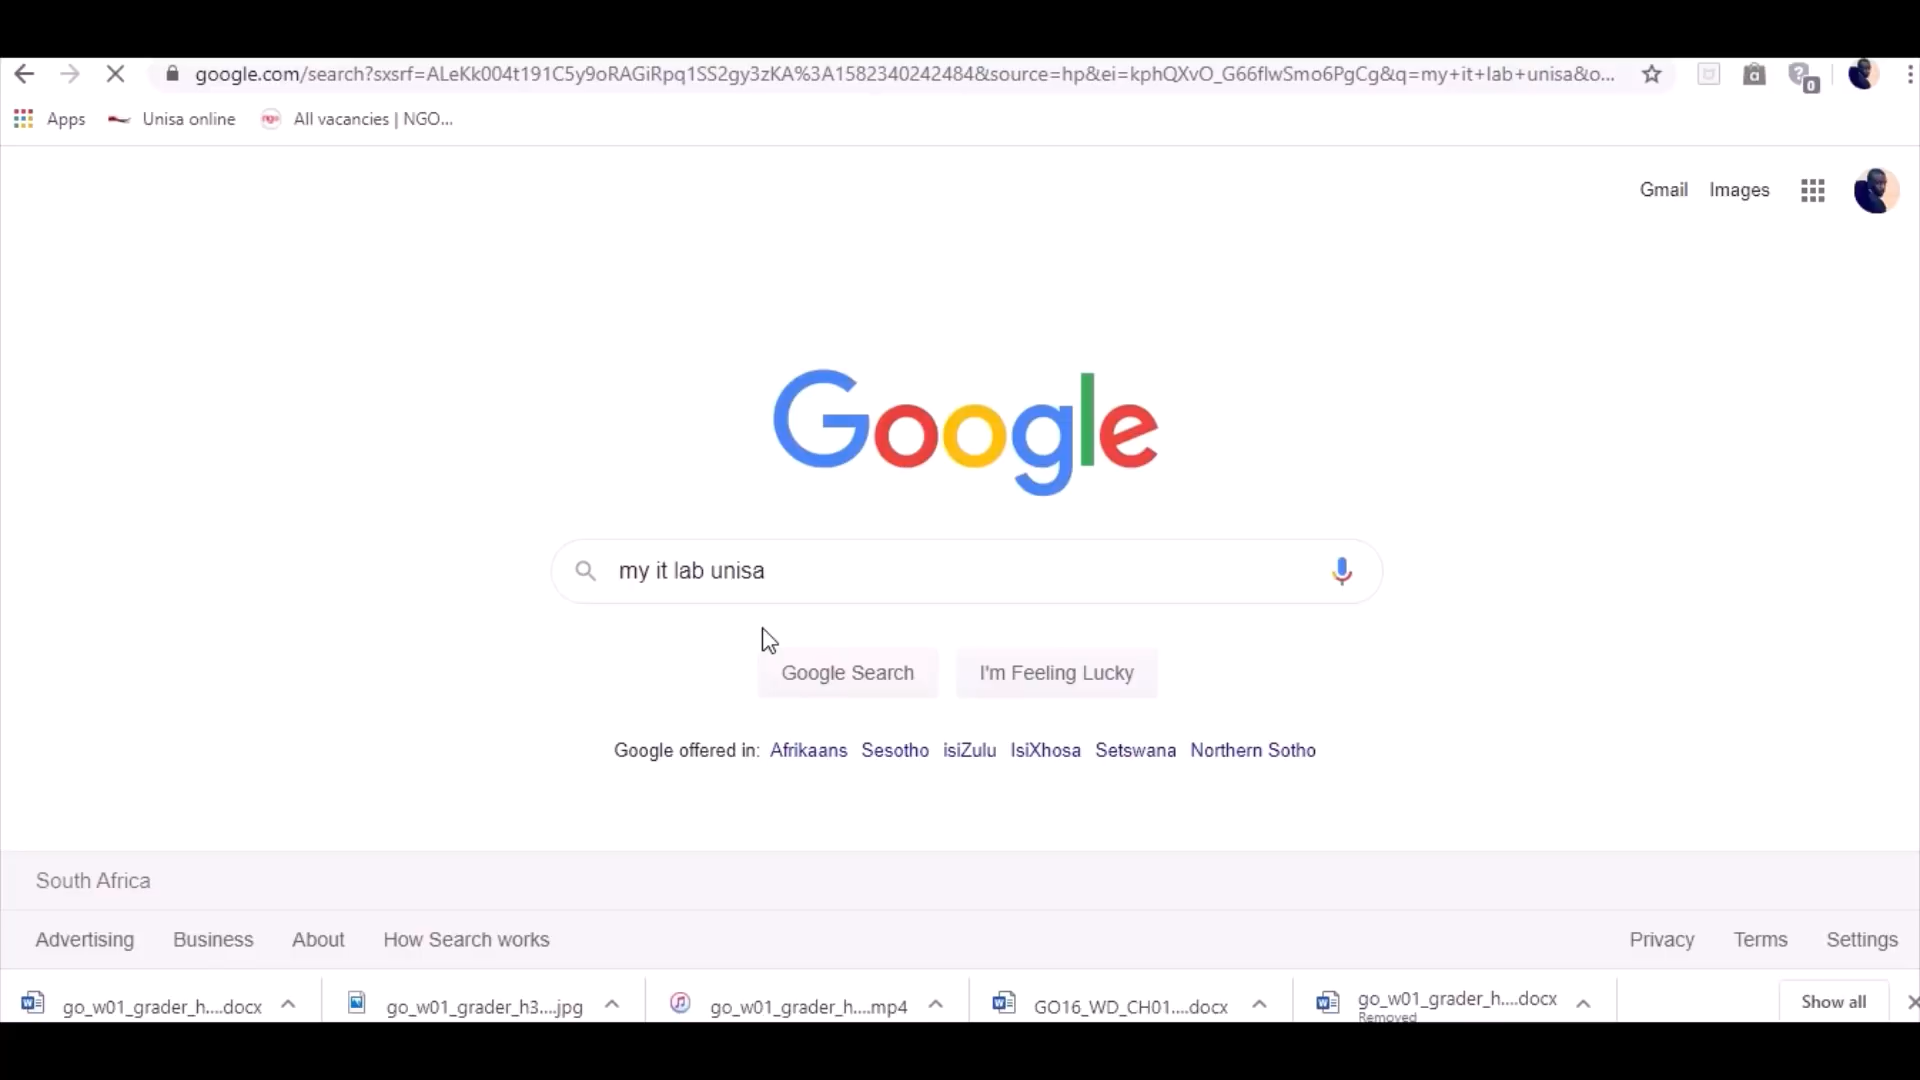 google.com/search?sxsrf=ALeKk004t191C5y9oRAGiRpq1SS2gy3zKA%3A1582340242484&source=hp&ei=kphQXvO_G66flwSmo6PgCg&q=my+it+lab+unisa&o...
0
Apps Unisa online All vacancies | NGO...
Gmail Images
Google
my it lab unisa
Google Search I'm Feeling Lucky
Google offered in: Afrikaans Sesotho isiZulu IsiXhosa Setswana Northern Sotho
South Africa
Advertising Business About How Search works Privacy Terms Settings
go_w01_grader_h....docx go_w01_grader_h3....jpg go_w01_grader_h....mp4 GO16_WD_CH01....docx go_w01_grader_h....docx Show all
Removed